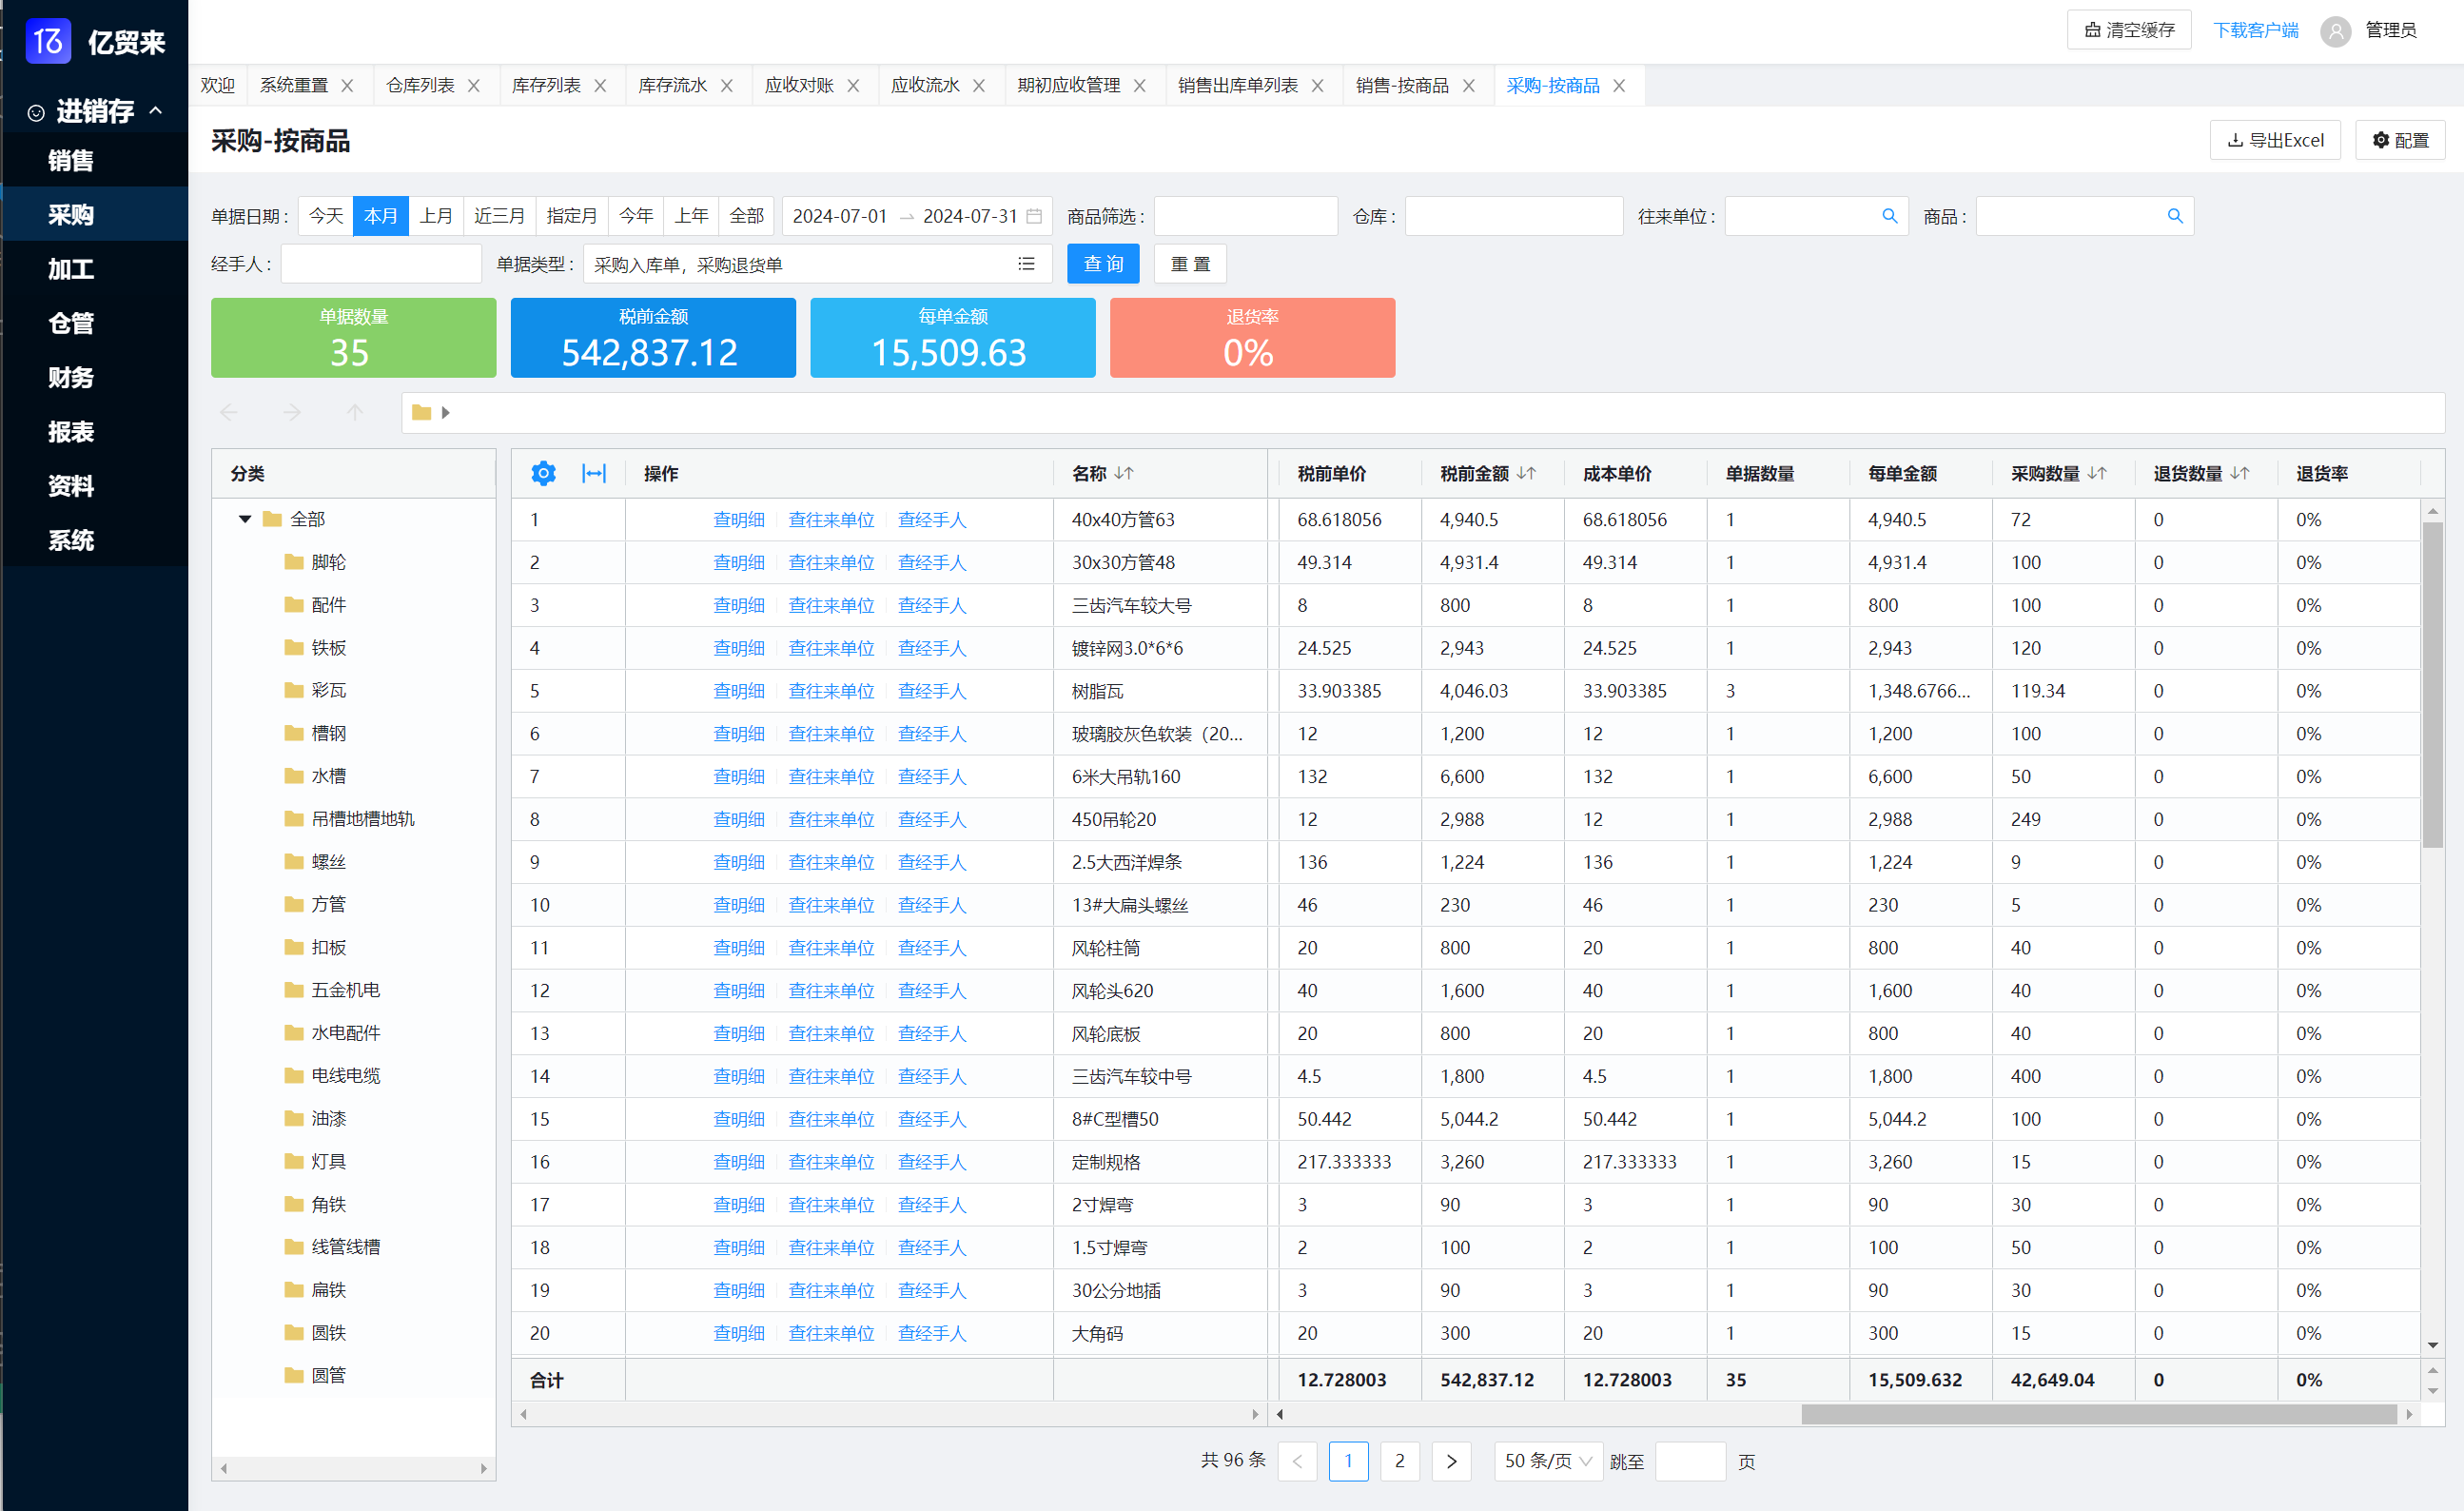 亿贸来
清空缓存 下载客户端 管理员
进销存
销售
采购
加工
仓管
财务
报表
资料
系统
欢迎 系统重置 仓库列表 库存列表 库存流水 应收对账 应收流水 期初应收管理 销售出库单列表 销售-按商品 采购-按商品
采购-按商品 导出Excel 配置
单据日期: 今天 本月 上月 近三月 指定月 今年 上年 全部 2024-07-01 → 2024-07-31 商品筛选: 仓库: 往来单位: 商品:
经手人: 单据类型: 采购入库单，采购退货单 查 询 重 置
单据数量 税前金额 每单金额 退货率
35 542,837.12 15,509.63 0%
分类
全部
脚轮
配件
铁板
彩瓦
槽钢
水槽
吊槽地槽地轨
螺丝
方管
扣板
五金机电
水电配件
电线电缆
油漆
灯具
角铁
线管线槽
扁铁
圆铁
圆管
操作 名称 税前单价 税前金额 成本单价 单据数量 每单金额 采购数量 退货数量 退货率
1 查明细 查往来单位 查经手人 40x40方管63 68.618056 4,940.5 68.618056 1 4,940.5 72 0 0%
2 查明细 查往来单位 查经手人 30x30方管48 49.314 4,931.4 49.314 1 4,931.4 100 0 0%
3 查明细 查往来单位 查经手人 三齿汽车较大号 8 800 8 1 800 100 0 0%
4 查明细 查往来单位 查经手人 镀锌网3.0*6*6 24.525 2,943 24.525 1 2,943 120 0 0%
5 查明细 查往来单位 查经手人 树脂瓦 33.903385 4,046.03 33.903385 3 1,348.6766... 119.34 0 0%
6 查明细 查往来单位 查经手人 玻璃胶灰色软装（20... 12 1,200 12 1 1,200 100 0 0%
7 查明细 查往来单位 查经手人 6米大吊轨160 132 6,600 132 1 6,600 50 0 0%
8 查明细 查往来单位 查经手人 450吊轮20 12 2,988 12 1 2,988 249 0 0%
9 查明细 查往来单位 查经手人 2.5大西洋焊条 136 1,224 136 1 1,224 9 0 0%
10 查明细 查往来单位 查经手人 13#大扁头螺丝 46 230 46 1 230 5 0 0%
11 查明细 查往来单位 查经手人 风轮柱筒 20 800 20 1 800 40 0 0%
12 查明细 查往来单位 查经手人 风轮头620 40 1,600 40 1 1,600 40 0 0%
13 查明细 查往来单位 查经手人 风轮底板 20 800 20 1 800 40 0 0%
14 查明细 查往来单位 查经手人 三齿汽车较中号 4.5 1,800 4.5 1 1,800 400 0 0%
15 查明细 查往来单位 查经手人 8#C型槽50 50.442 5,044.2 50.442 1 5,044.2 100 0 0%
16 查明细 查往来单位 查经手人 定制规格 217.333333 3,260 217.333333 1 3,260 15 0 0%
17 查明细 查往来单位 查经手人 2寸焊弯 3 90 3 1 90 30 0 0%
18 查明细 查往来单位 查经手人 1.5寸焊弯 2 100 2 1 100 50 0 0%
19 查明细 查往来单位 查经手人 30公分地插 3 90 3 1 90 30 0 0%
20 查明细 查往来单位 查经手人 大角码 20 300 20 1 300 15 0 0%
合计 12.728003 542,837.12 12.728003 35 15,509.632 42,649.04 0 0%
共 96 条 1 2 50 条/页 跳至 页